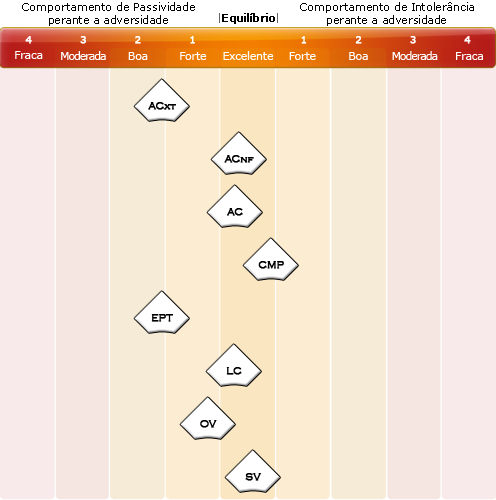 Comportamento de Passividade
perante a adversidade
|Equilíbrio|
Comportamento de Intolerância
perante a adversidade
4 3 2 1 1 2 3 4
Fraca Moderada Boa Forte Excelente Forte Boa Moderada Fraca
ACXT
ACNF
AC
CMP
EPT
LC
OV
SV